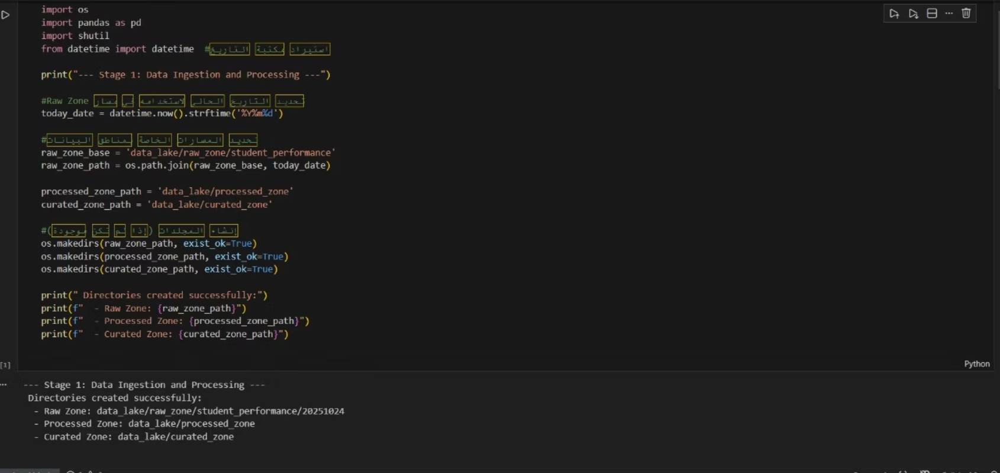 import os
import pandas as pd
import shutil
from datetime import datetime  #استيراد مكتبة التاريخ
print("--- Stage 1: Data Ingestion and Processing ---")
#Raw Zone تحديد التاريخ الحالي لاستخدامه في مسار
today_date = datetime.now().strftime('%Y%m%d')
#تحديد المسارات الخاصة بمناطق البيانات
raw_zone_base = 'data_lake/raw_zone/student_performance'
raw_zone_path = os.path.join(raw_zone_base, today_date)
processed_zone_path = 'data_lake/processed_zone'
curated_zone_path = 'data_lake/curated_zone'
#إنشاء المجلدات (إذا لم تكن موجودة)
os.makedirs(raw_zone_path, exist_ok=True)
os.makedirs(processed_zone_path, exist_ok=True)
os.makedirs(curated_zone_path, exist_ok=True)
print(" Directories created successfully:")
print(f"  - Raw Zone: {raw_zone_path}")
print(f"  - Processed Zone: {processed_zone_path}")
print(f"  - Curated Zone: {curated_zone_path}")
[1]
Python
--- Stage 1: Data Ingestion and Processing ---
 Directories created successfully:
  - Raw Zone: data_lake/raw_zone/student_performance/20251024
  - Processed Zone: data_lake/processed_zone
  - Curated Zone: data_lake/curated_zone